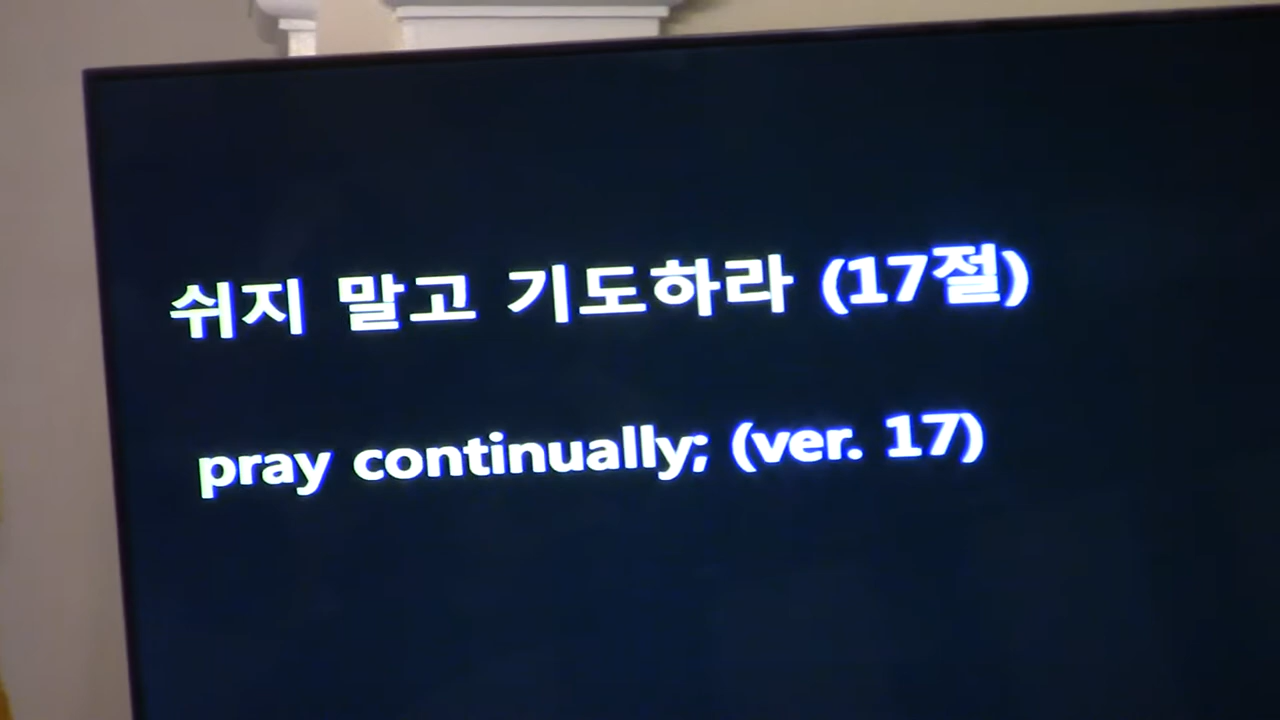 쉬지 말고 기도하라 (17절)
pray continually; (ver. 17)